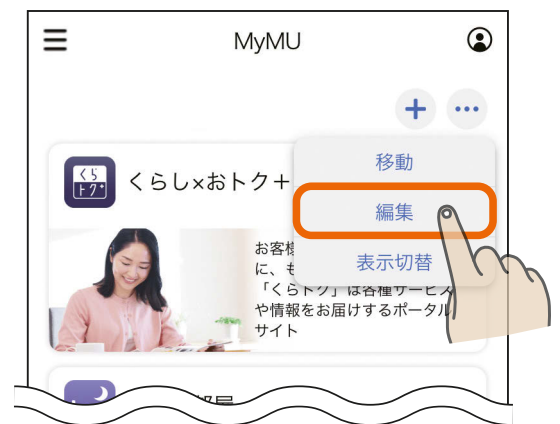 MyMU
移動
くら
トク+
くらし×おトク+
編集
表示切替
お客様
に、も
「くらトク」は各種サービス
や情報をお届けするポータル
サイト
部屋